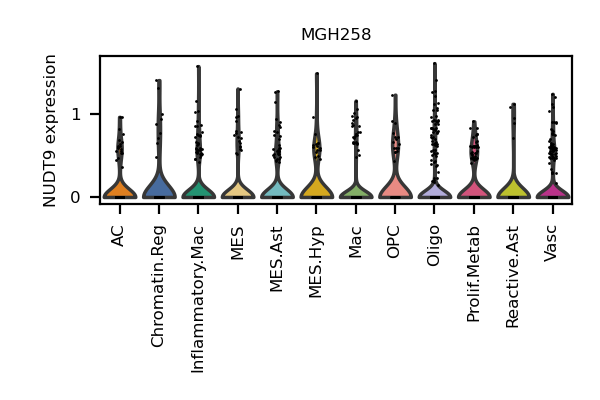 MGH258
NUDT9 expression
1
0
AC
Chromatin.Reg
Inflammatory.Mac
MES
MES.Ast
MES.Hyp
Mac
OPC
Oligo
Prolif.Metab
Reactive.Ast
Vasc